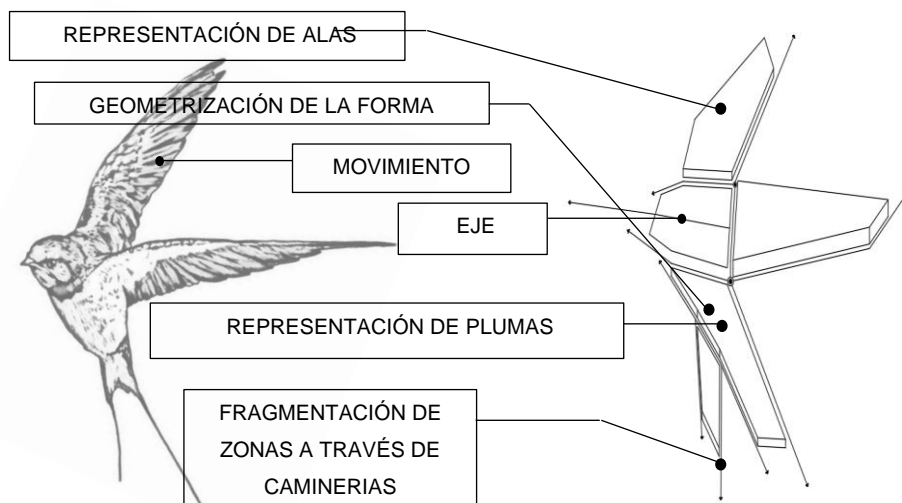 REPRESENTACIÓN DE ALAS
GEOMETRIZACIÓN DE LA FORMA
MOVIMIENTO
EJE
REPRESENTACIÓN DE PLUMAS
FRAGMENTACIÓN DE
ZONAS A TRAVÉS DE
CAMINERIAS